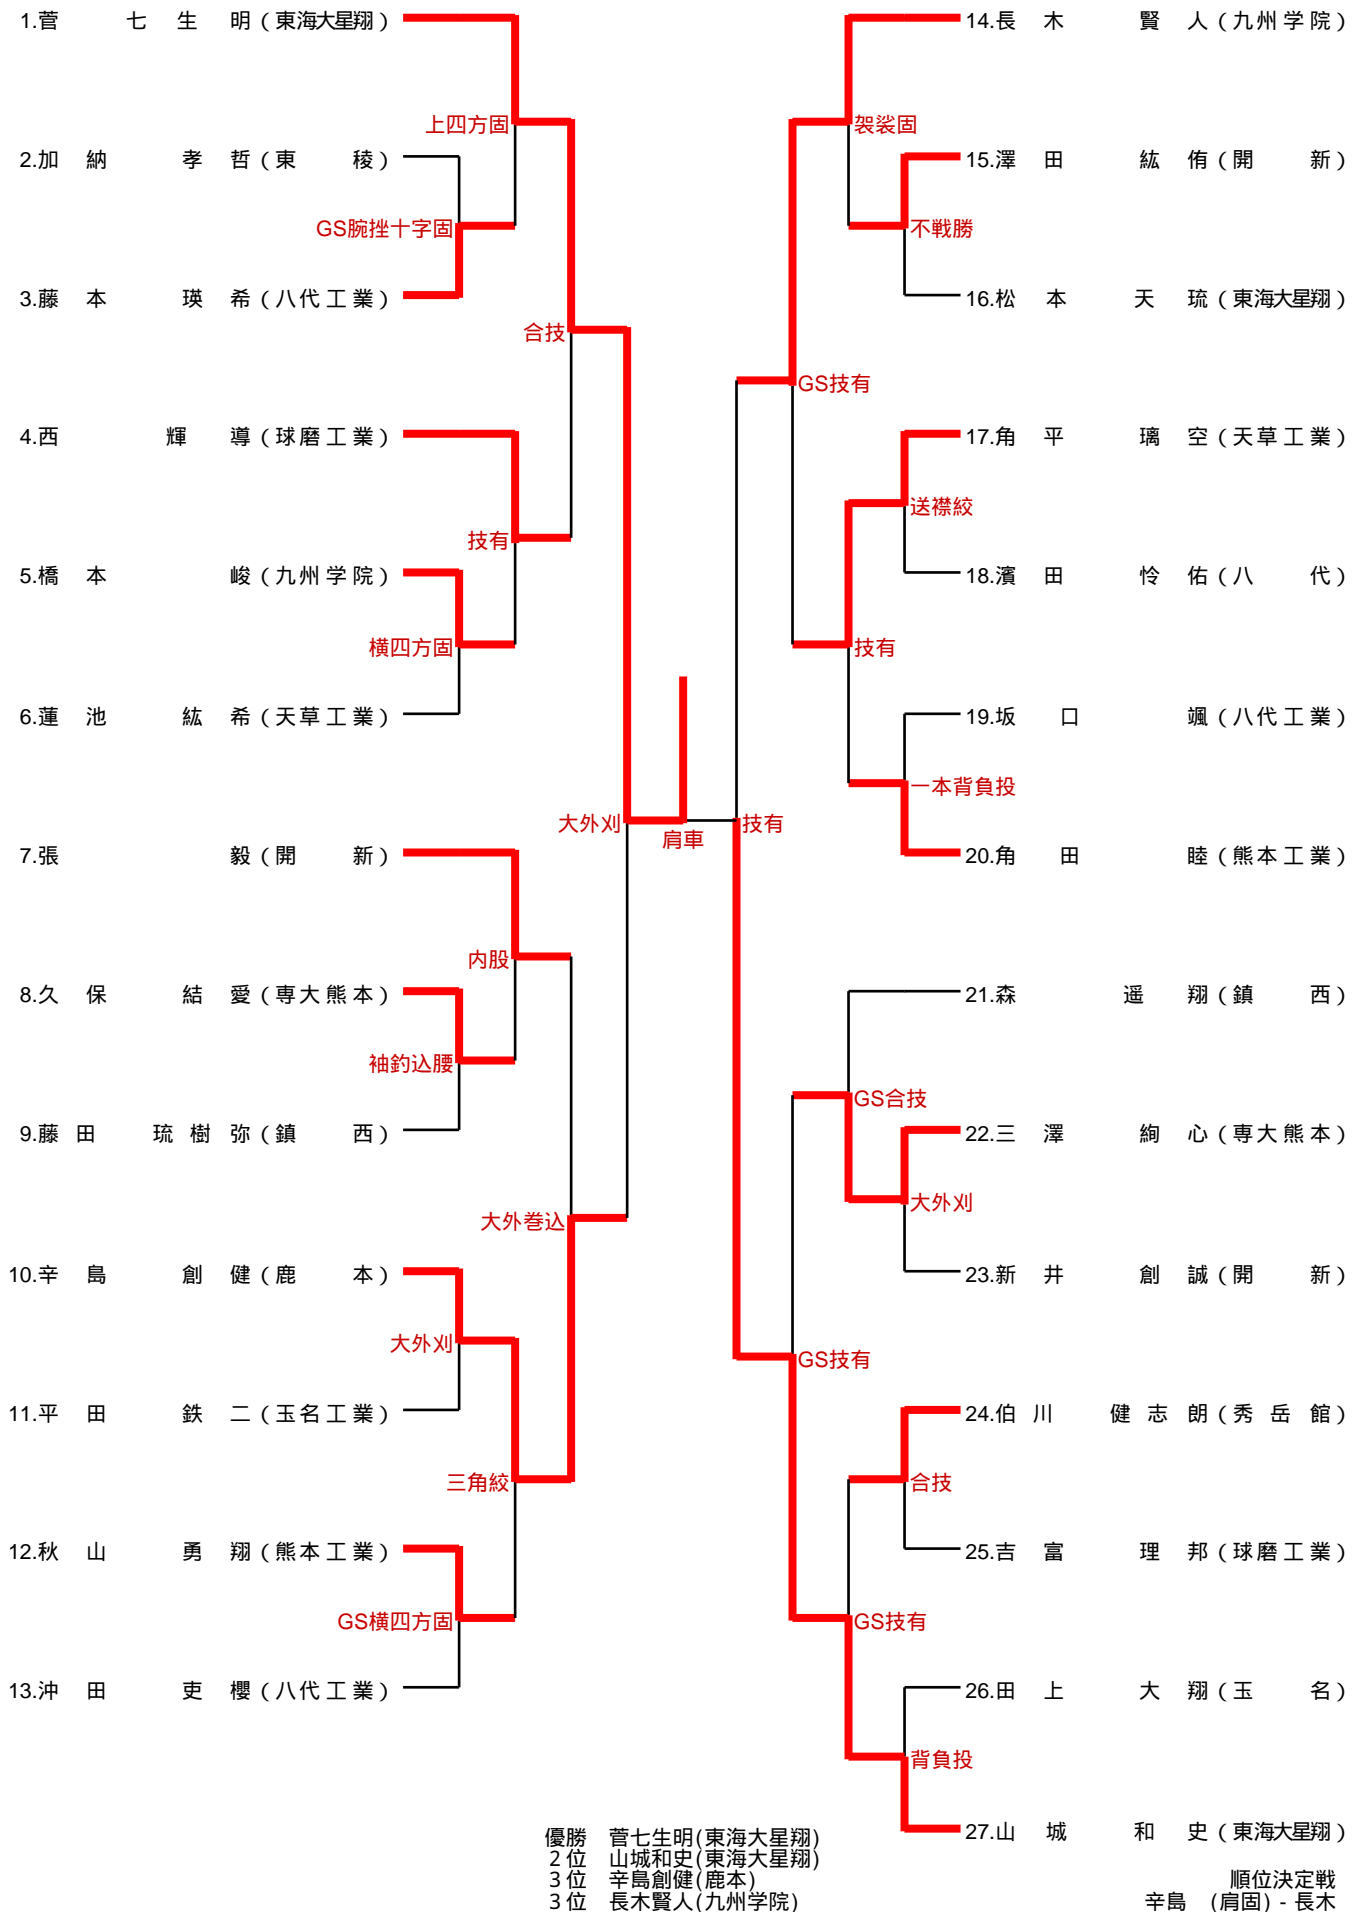 1.菅 七生明(東海大星翔)
上四方固
2.加納 孝哲(東 稜)
GS腕挫十字固
3.藤本 瑛希(八代工業)
合技
4.西 輝導(球磨工業)
技有
5.橋本 峻(九州学院)
横四方固
6.蓮池 紘希(天草工業)
大外刈
7.張 毅(開 新)
内股
8.久保 結愛(専大熊本)
袖釣込腰
9.藤田 琉樹弥(鎮 西)
大外巻込
10.辛島 創健(鹿 本)
大外刈
11.平田 鉄二(玉名工業)
三角絞
12.秋山 勇翔(熊本工業)
GS横四方固
13.沖田 吏櫻(八代工業)
肩車
14.長木 賢人(九州学院)
袈裟固
15.澤田 紘侑(開 新)
不戦勝
16.松本 天琉(東海大星翔)
GS技有
17.角平 璃空(天草工業)
送襟絞
18.濱田 怜佑(八 代)
技有
19.坂口 颯(八代工業)
一本背負投
技有
20.角田 睦(熊本工業)
21.森 遥翔(鎮 西)
GS合技
22.三澤 絢心(専大熊本)
大外刈
23.新井 創誠(開 新)
GS技有
24.伯川 健志朗(秀岳館)
合技
25.吉富 理邦(球磨工業)
GS技有
26.田上 大翔(玉 名)
背負投
27.山城 和史(東海大星翔)
優勝 菅七生明(東海大星翔)
2位 山城和史(東海大星翔)
3位 辛島創健(鹿本)
3位 長木賢人(九州学院)
順位決定戦
辛島 (肩固) - 長木